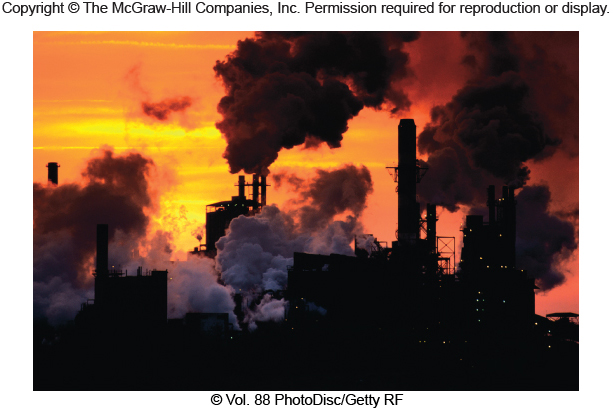 Copyright © The McGraw-Hill Companies, Inc. Permission required for reproduction or display.
© Vol. 88 PhotoDisc/Getty RF